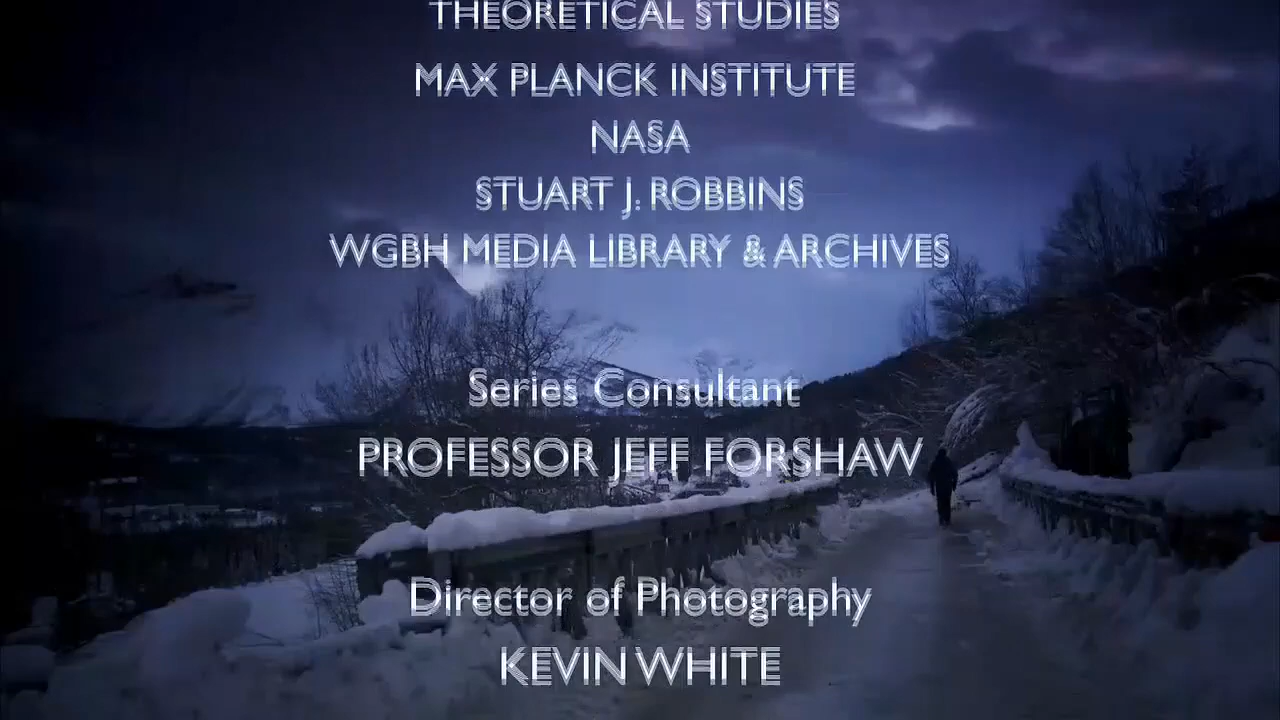 THEORETICAL STUDIES
MAX PLANCK INSTITUTE
NASA
STUART J. ROBBINS
WGBH MEDIA LIBRARY & ARCHIVES
Series Consultant
PROFESSOR JEFF FORSHAW
Director of Photography
KEVIN WHITE